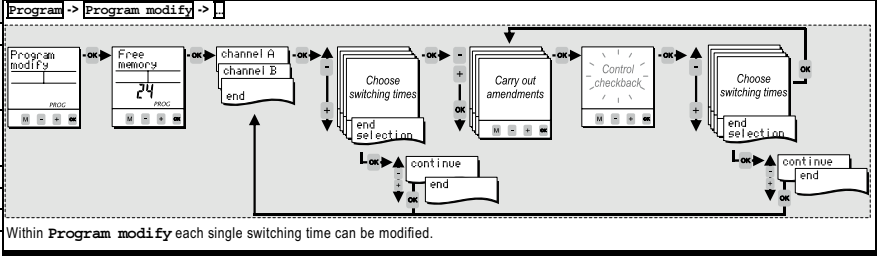 Program -> Program modify -> ...
Program
modify
PROG
M - + OK
- OK
Free
memory
24
PROG
M - + OK
- OK
channel A
channel B
end
- OK
-
+
Choose
switching times
end
selection
OK
-
+
continue
end
OK
- OK
-
+
OK
Carry out
amendments
M - + OK
- OK
Control
checkback
M - + OK
- OK
-
+
Choose
switching times
end
selection
OK
OK
-
+
continue
end
OK
Within Program modify each single switching time can be modified.